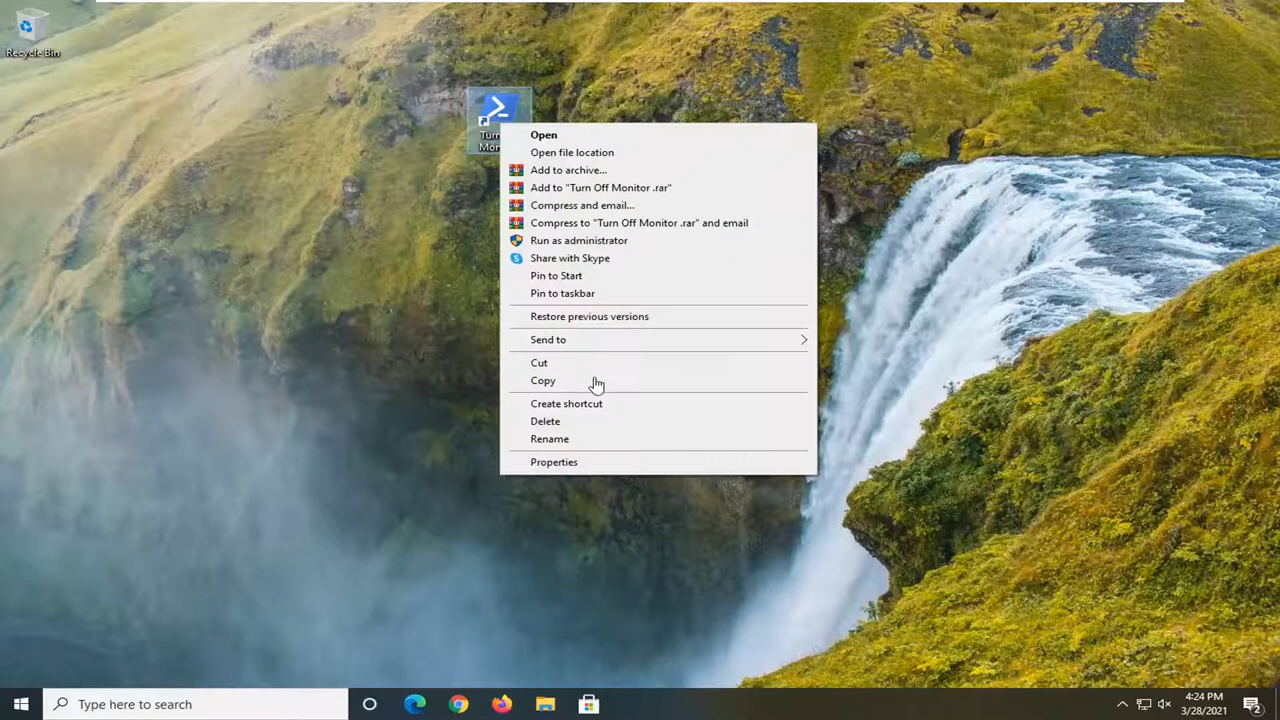 Recycle Bin
Turn
Mon
Open
Open file location
Add to archive...
Add to "Turn Off Monitor .rar"
Compress and email...
Compress to "Turn Off Monitor .rar" and email
Run as administrator
Share with Skype
Pin to Start
Pin to taskbar
Restore previous versions
Send to
Cut
Copy
Create shortcut
Delete
Rename
Properties
Type here to search
4:24 PM
3/28/2021
2